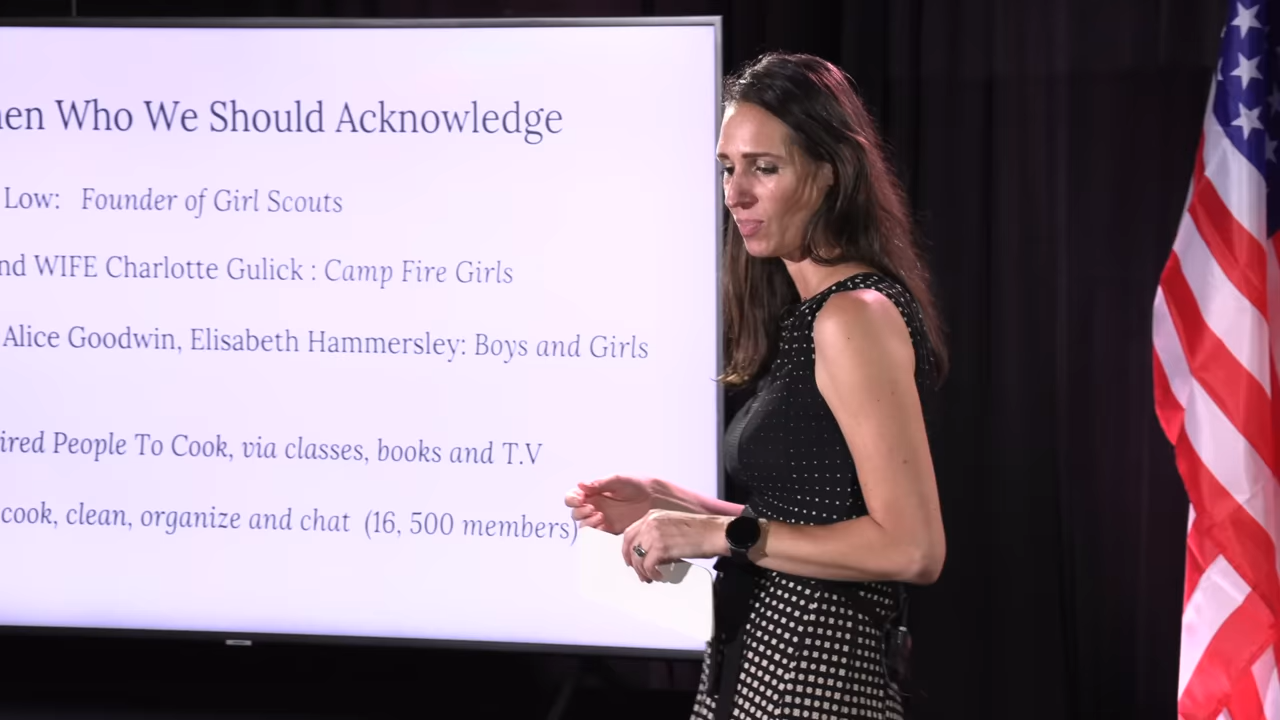 en Who We Should Acknowledge
Low: Founder of Girl Scouts
nd WIFE Charlotte Gulick : Camp Fire Girls
Alice Goodwin, Elisabeth Hammersley: Boys and Girls
ired People To Cook, via classes, books and T.V
cook, clean, organize and chat (16, 500 members)